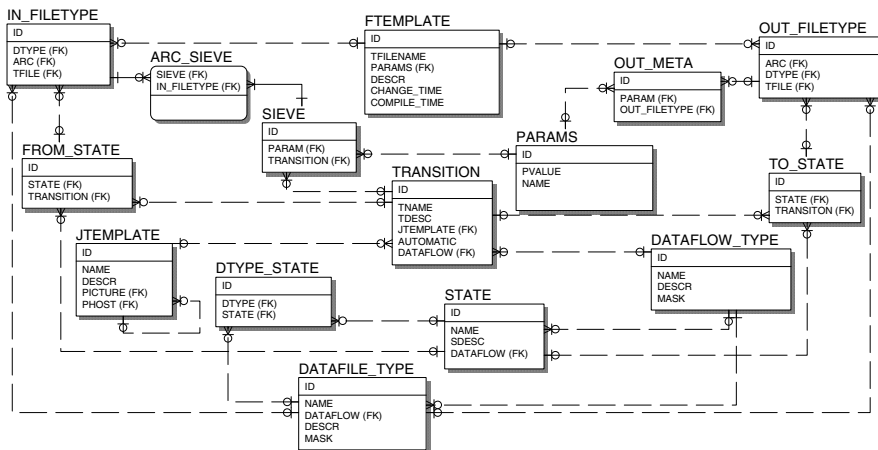 IN_FILETYPE
ID
DTYPE (FK)
ARC (FK)
TFILE (FK)
ARC_SIEVE
SIEVE (FK)
IN_FILETYPE (FK)
FTEMPLATE
ID
TFILENAME
PARAMS (FK)
DESCR
CHANGE_TIME
COMPILE_TIME
OUT_META
ID
PARAM (FK)
OUT_FILETYPE (FK)
OUT_FILETYPE
ID
ARC (FK)
DTYPE (FK)
TFILE (FK)
SIEVE
ID
PARAM (FK)
TRANSITION (FK)
PARAMS
ID
PVALUE
NAME
FROM_STATE
ID
STATE (FK)
TRANSITION (FK)
TRANSITION
ID
TNAME
TDESC
JTEMPLATE (FK)
AUTOMATIC
DATAFLOW (FK)
TO_STATE
ID
STATE (FK)
TRANSITON (FK)
JTEMPLATE
ID
NAME
DESCR
PICTURE (FK)
PHOST (FK)
DTYPE_STATE
ID
DTYPE (FK)
STATE (FK)
STATE
ID
NAME
SDESC
DATAFLOW (FK)
DATAFLOW_TYPE
ID
NAME
DESCR
MASK
DATAFILE_TYPE
ID
NAME
DATAFLOW (FK)
DESCR
MASK